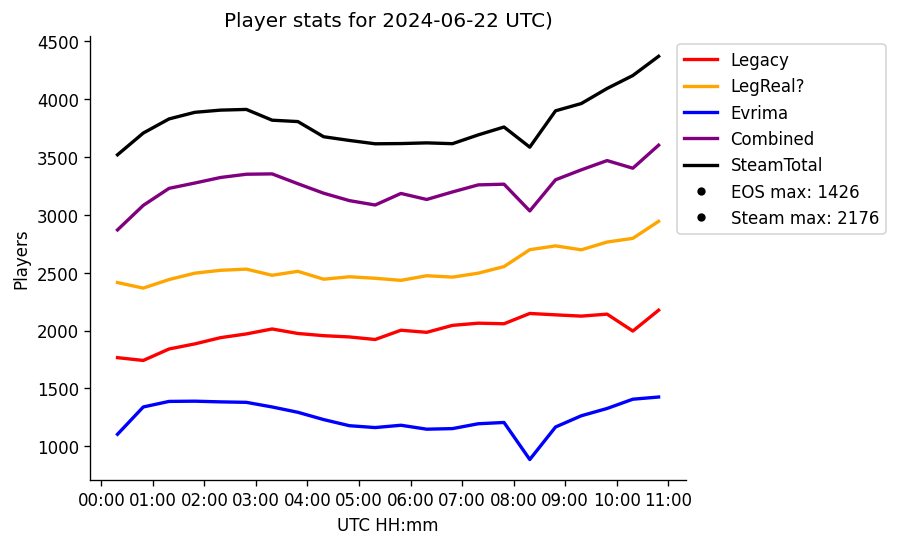 Player stats for 2024-06-22 UTC)
4500
4000
3500
3000
2500
2000
1500
1000
Players
00:00 01:00 02:00 03:00 04:00 05:00 06:00 07:00 08:00 09:00 10:00 11:00
UTC HH:mm
Legacy
LegReal?
Evrima
Combined
SteamTotal
EOS max: 1426
Steam max: 2176